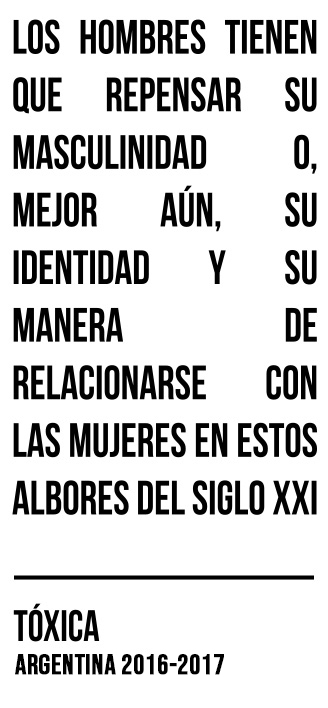 LOS HOMBRES TIENEN
QUE REPENSAR SU
MASCULINIDAD O,
MEJOR AÚN, SU
IDENTIDAD Y SU
MANERA DE
RELACIONARSE CON
LAS MUJERES EN ESTOS
ALBORES DEL SIGLO XXI
TÓXICA
ARGENTINA 2016-2017